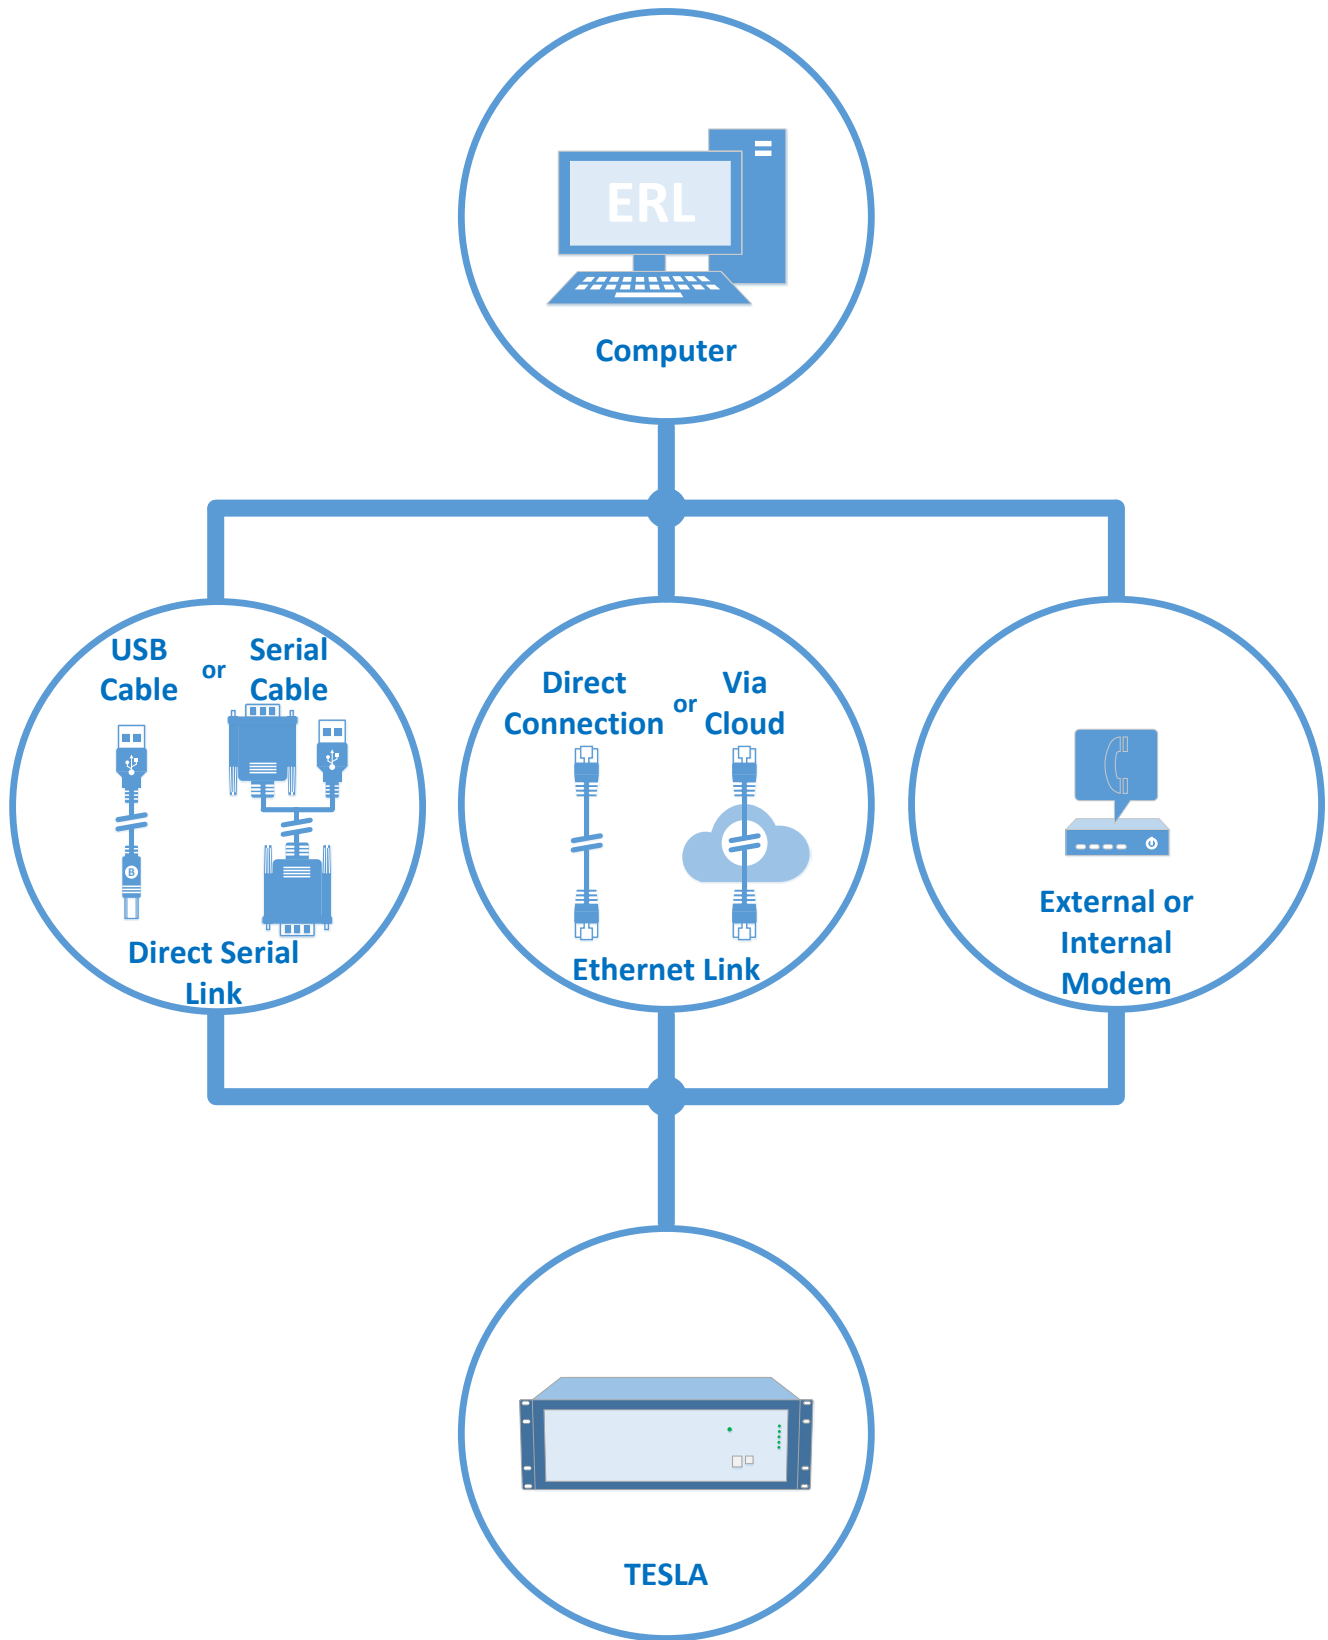 ERL
Computer
USB
Cable
or
Serial
Cable
B
Direct Serial
Link
Direct
Connection
or
Via
Cloud
Ethernet Link
External or
Internal
Modem
TESLA